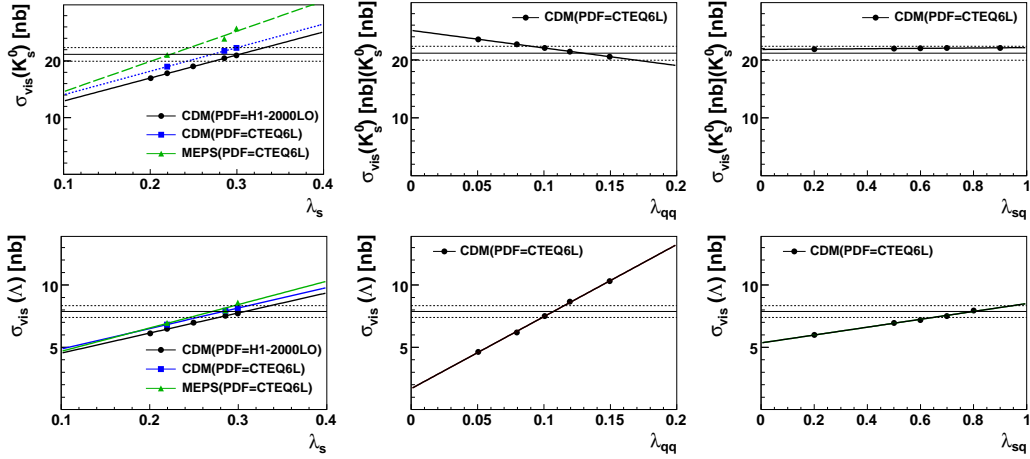 σvis(K0s) [nb]
20
10
CDM(PDF=H1-2000LO)
CDM(PDF=CTEQ6L)
MEPS(PDF=CTEQ6L)
0.1 0.2 0.3 0.4
λs
σvis(K0s) [nb](K0)
20
10
CDM(PDF=CTEQ6L)
0 0.05 0.10 0.15 0.2
λqq
σvis(K0s) [nb](K0)
20
10
CDM(PDF=CTEQ6L)
0 0.2 0.4 0.6 0.8 1
λsq
σvis (Λ) [nb]
10
5
CDM(PDF=H1-2000LO)
CDM(PDF=CTEQ6L)
MEPS(PDF=CTEQ6L)
0.1 0.2 0.3 0.4
λs
σvis (Λ) [nb]
10
5
CDM(PDF=CTEQ6L)
0 0.05 0.10 0.15 0.2
λqq
σvis (Λ) [nb]
10
5
CDM(PDF=CTEQ6L)
0 0.2 0.4 0.6 0.8 1
λsq